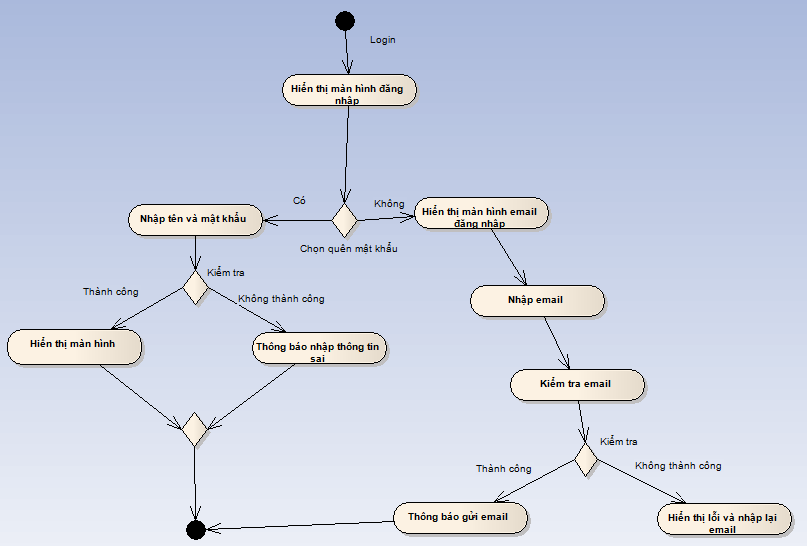 Login
Hiển thị màn hình đăng
nhập
Có
Không
Nhập tên và mật khẩu
Hiển thị màn hình email
đăng nhập
Chọn quên mật khẩu
Kiểm tra
Thành công
Không thành công
Nhập email
Hiển thị màn hình
Thông báo nhập thông tin
sai
Kiểm tra email
Kiểm tra
Thành công
Không thành công
Thông báo gửi email
Hiển thị lỗi và nhập lại
email